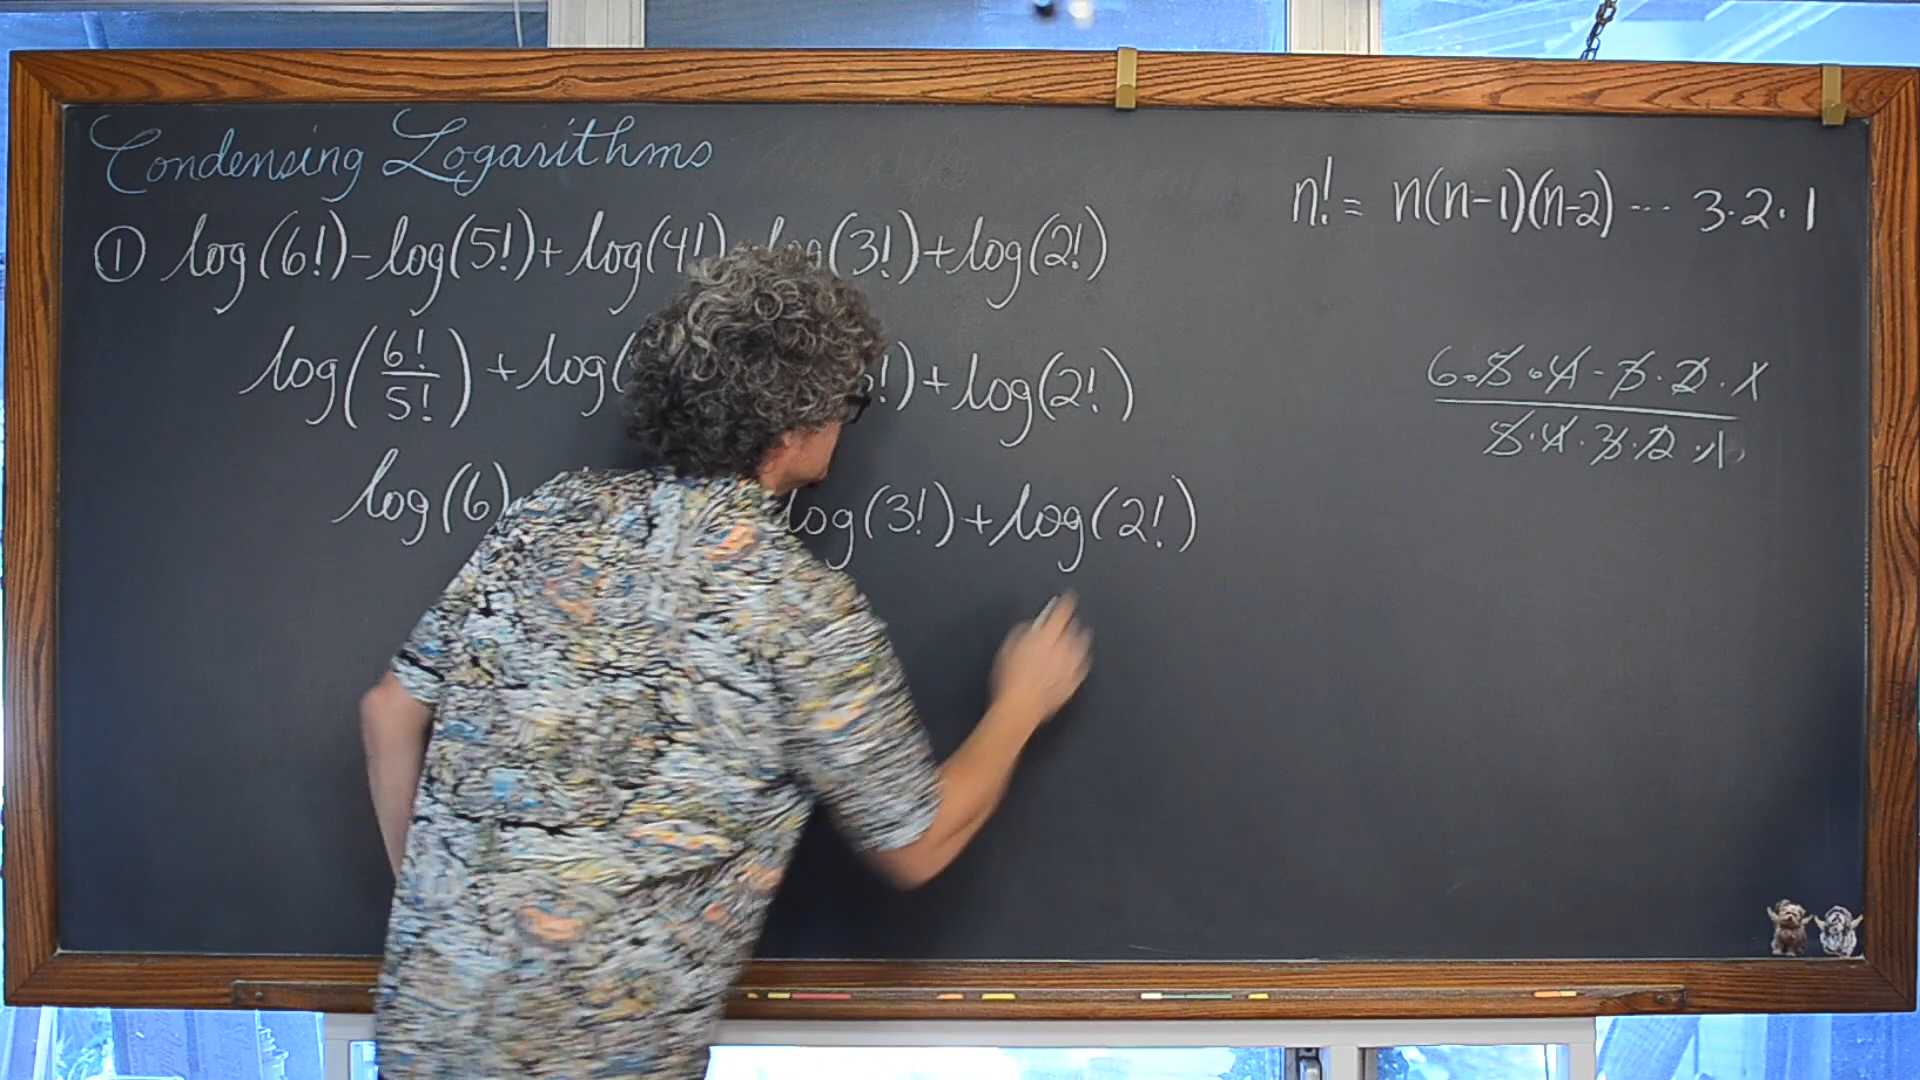 Condensing Logarithms
n! = n(n-1)(n-2) ... 3·2·1
① log(6!) - log(5!) + log(4!) log(3!) + log(2!)
log(6!/5!) + log( !) + log(2!)
6·5·4·3·2·1
5·4·3·2·1
log(6) log(3!) + log(2!)